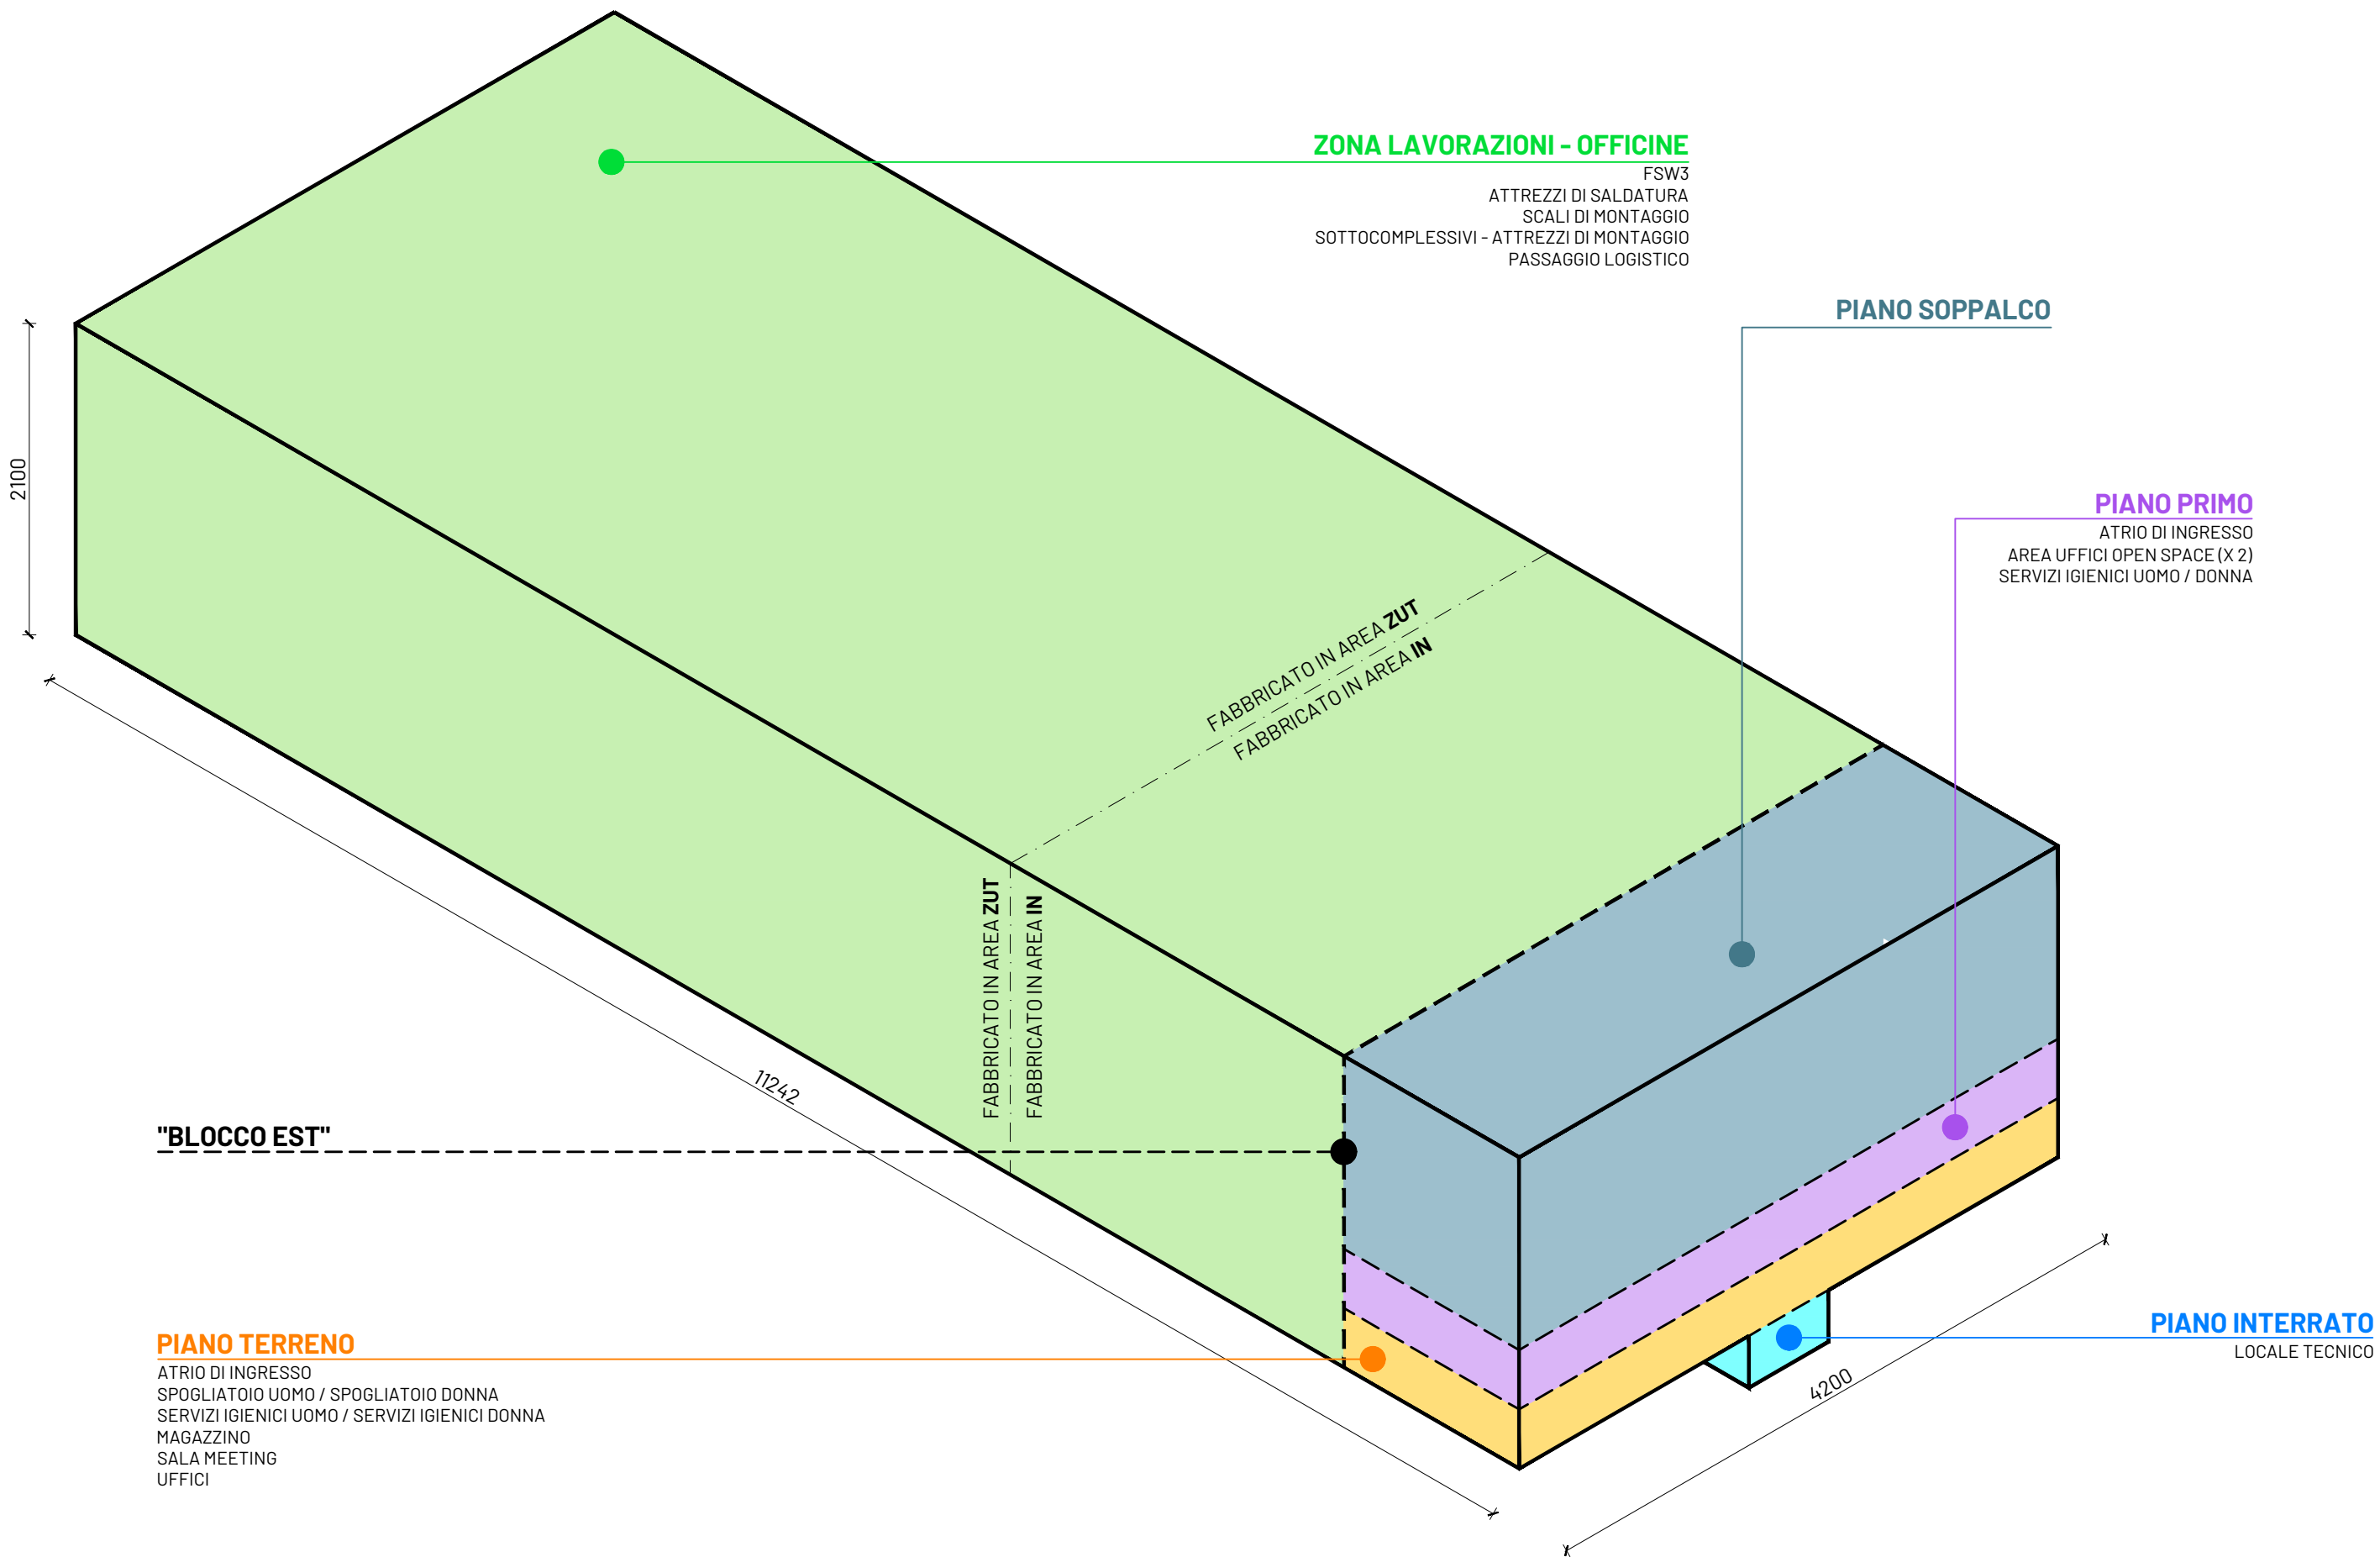 ZONA LAVORAZIONI - OFFICINE
FSW3
ATTREZZI DI SALDATURA
SCALI DI MONTAGGIO
SOTTOCOMPLESSIVI - ATTREZZI DI MONTAGGIO
PASSAGGIO LOGISTICO
PIANO SOPPALCO
2100
PIANO PRIMO
ATRIO DI INGRESSO
AREA UFFICI OPEN SPACE (X 2)
SERVIZI IGIENICI UOMO / DONNA
FABBRICATO IN AREA ZUT
FABBRICATO IN AREA IN
FABBRICATO IN AREA ZUT
FABBRICATO IN AREA IN
11242
"BLOCCO EST"
PIANO TERRENO
ATRIO DI INGRESSO
SPOGLIATOIO UOMO / SPOGLIATOIO DONNA
SERVIZI IGIENICI UOMO / SERVIZI IGIENICI DONNA
MAGAZZINO
SALA MEETING
UFFICI
PIANO INTERRATO
LOCALE TECNICO
4200